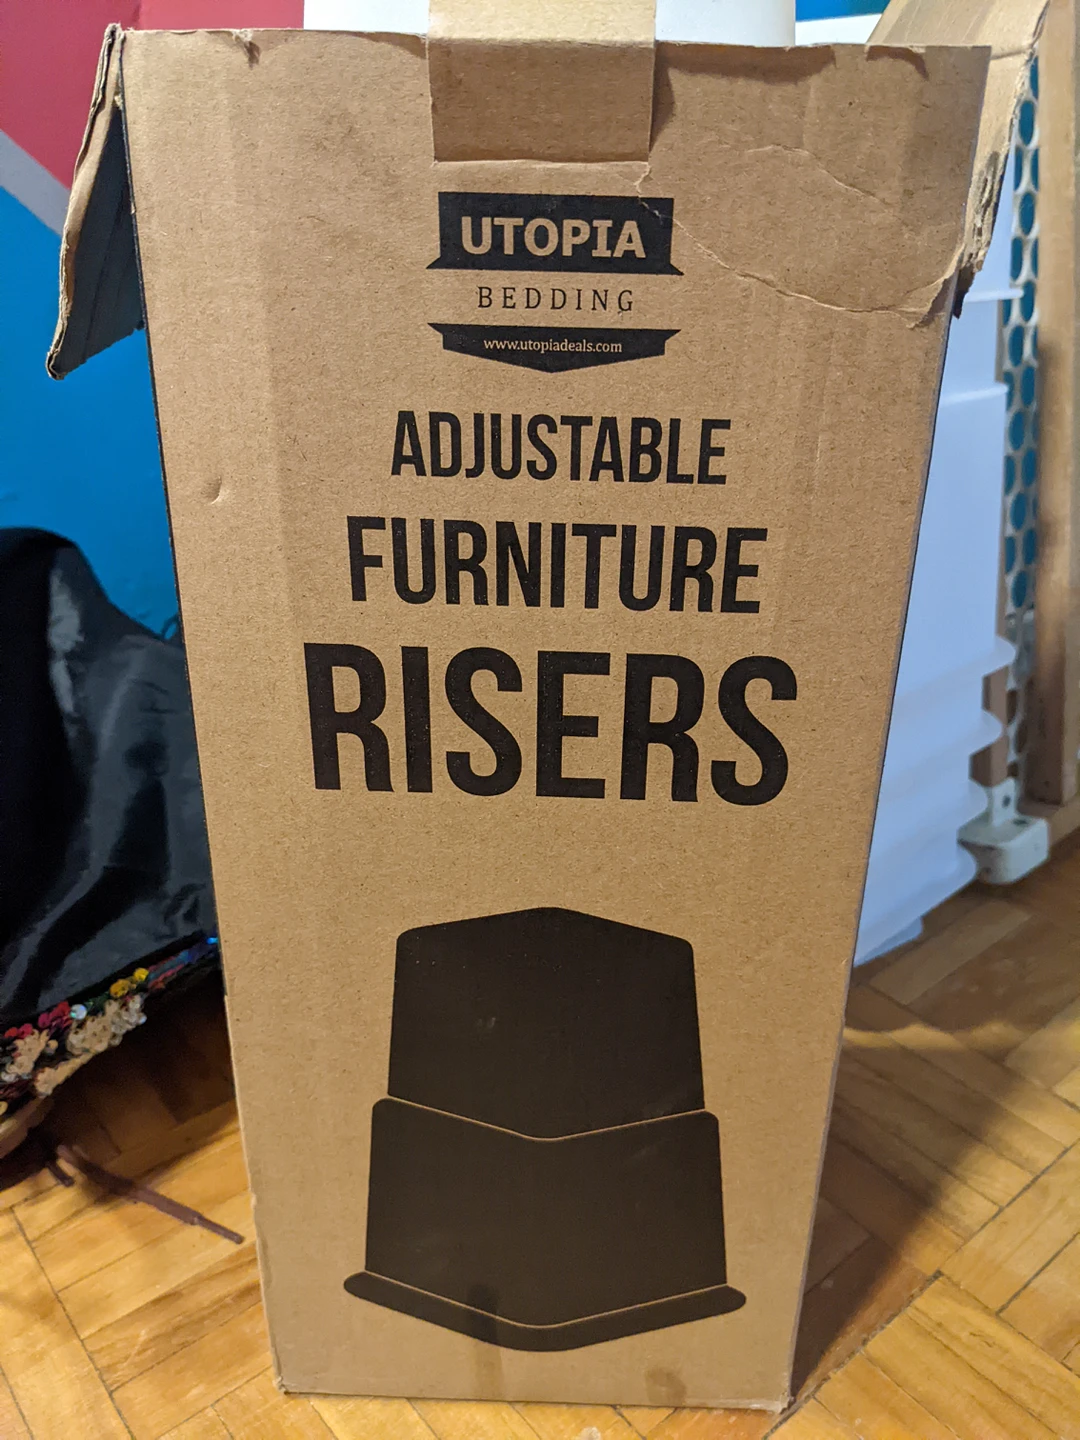 UTOPIA
BEDDING
www.utopiadeals.com
ADJUSTABLE
FURNITURE
RISERS